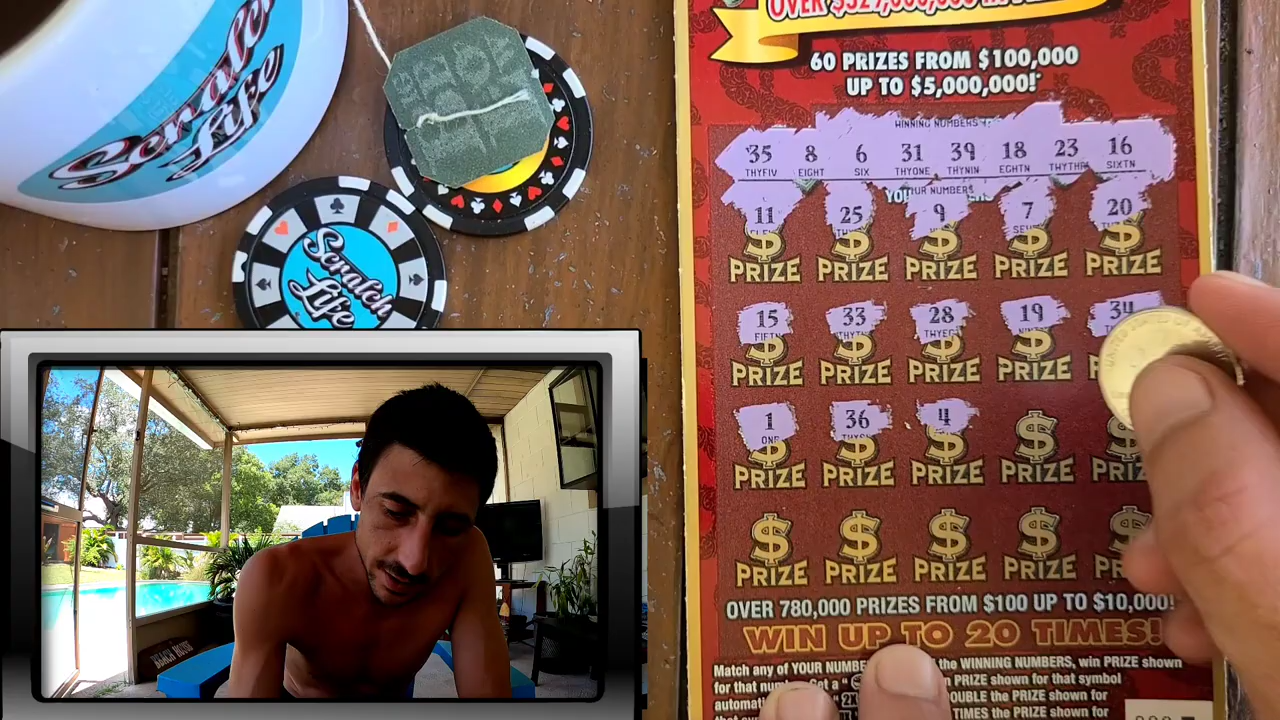 Scratch Life
Scratch Life
60 PRIZES FROM $100,000
UP TO $5,000,000!*
WINNING NUMBERS
35 8 6 31 39 18 23 16
THYFIV EIGHT SIX THYONE THYNIN EGHTN THYTHR SIXTN
YOUR NUMBERS
11 25 9 7 20
PRIZE PRIZE PRIZE PRIZE PRIZE
15 33 28 19 34
FIFTN
PRIZE PRIZE PRIZE PRIZE
1 36 4
ONE
PRIZE PRIZE PRIZE PRIZE
PRIZE PRIZE PRIZE PRIZE
OVER 780,000 PRIZES FROM $100 UP TO $10,000!
WIN UP TO 20 TIMES!
Match any of YOUR the WINNING NUMBERS, win PRIZE shown
for that number. Get a " PRIZE shown for that symbol
DOUBLE the PRIZE shown for
TIMES the PRIZE shown for
BEACH HOUSE